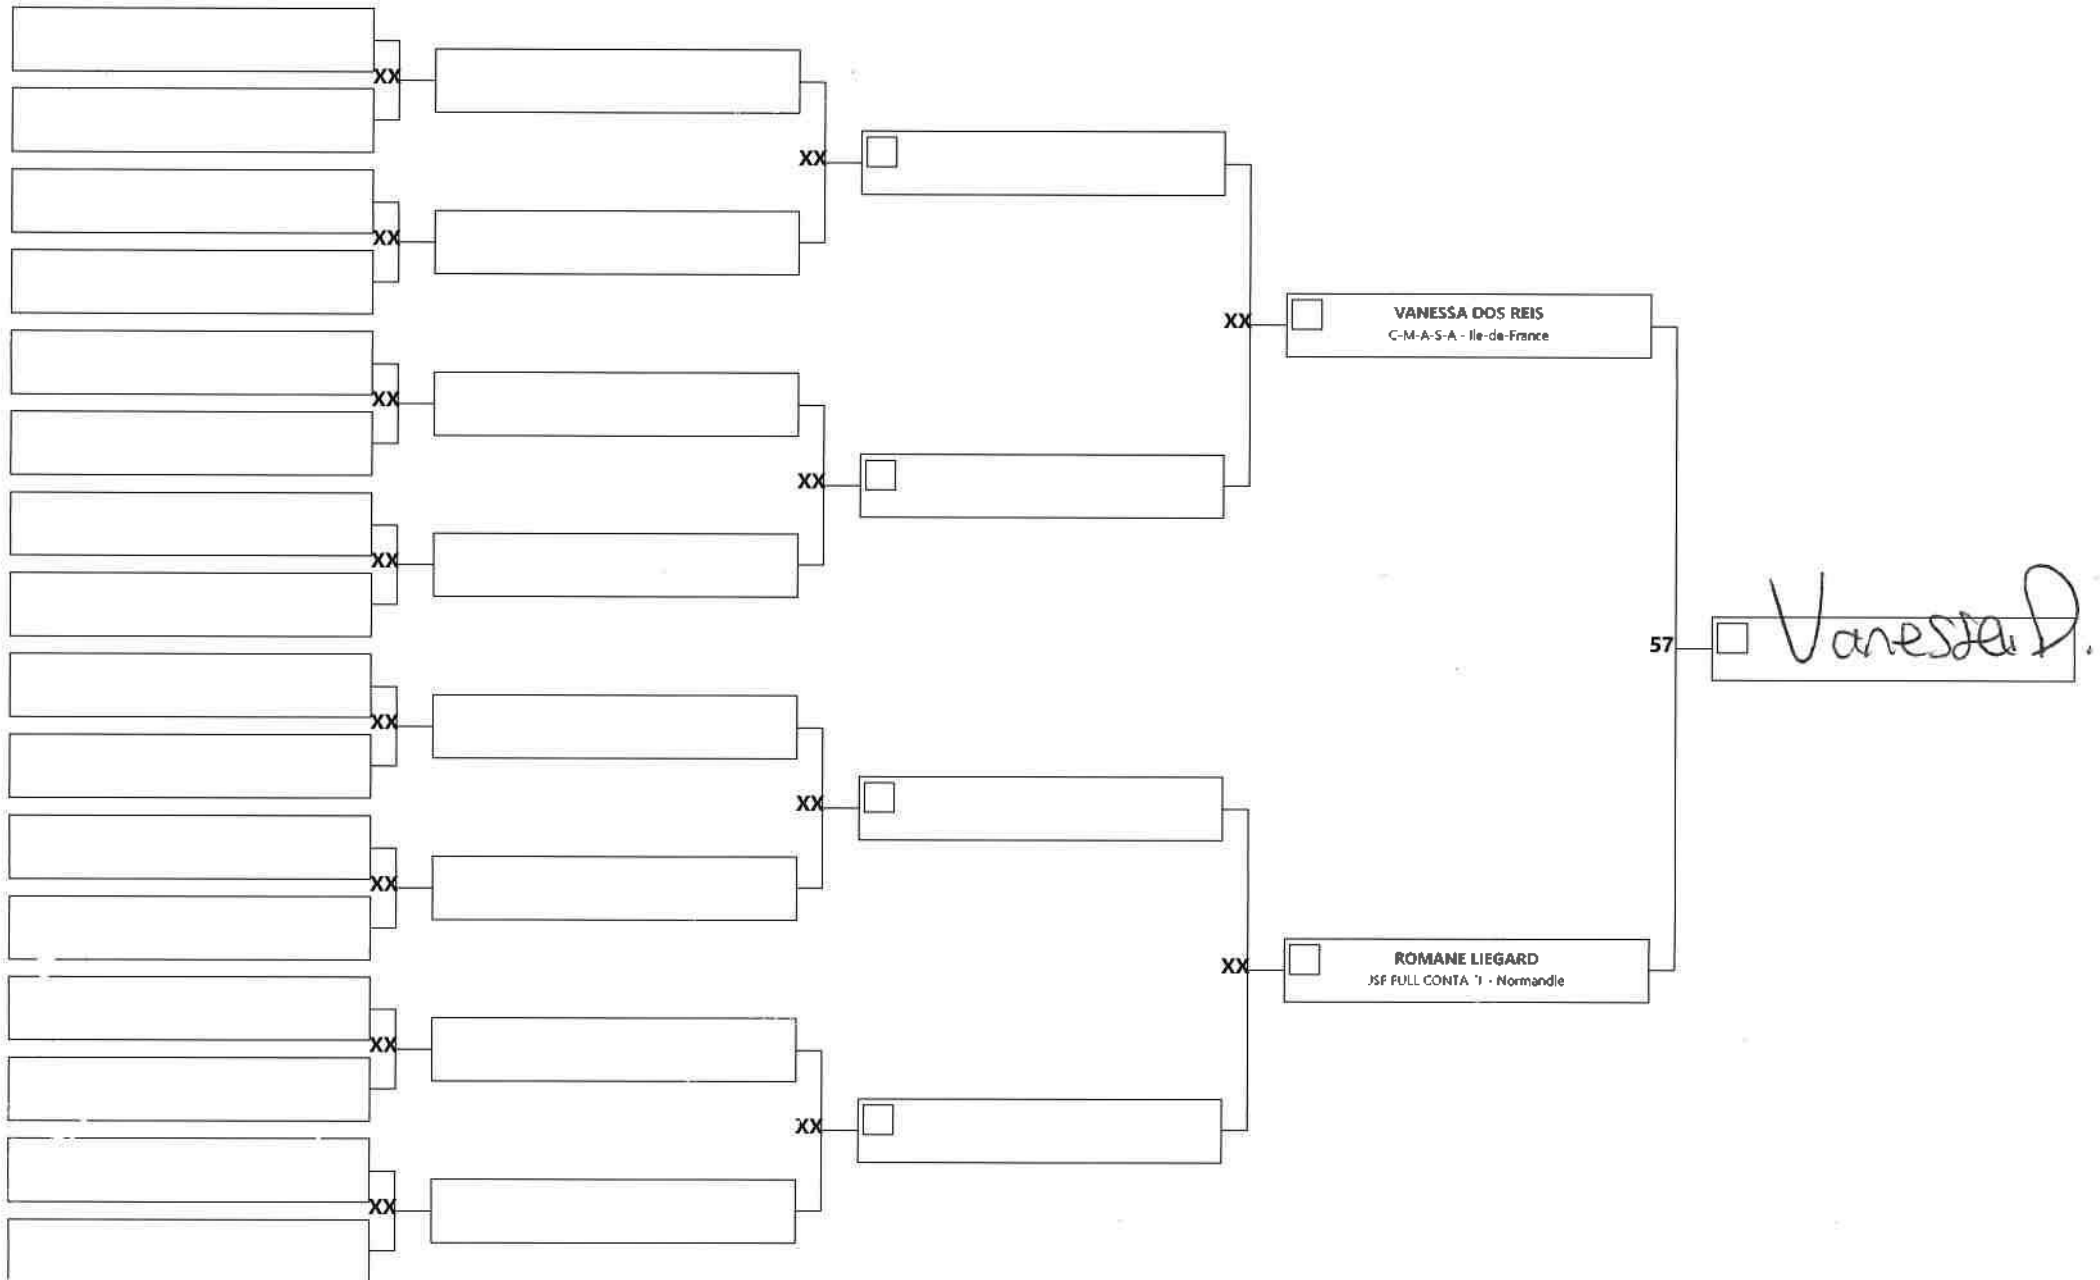 XX
XX
XX
XX
XX
XX
XX
XX
XX
XX
XX
XX
XX
XX
VANESSA DOS REIS
C-M-A-S-A - Ile-de-France
57
Vanessa D.
ROMANE LIEGARD
FULL - Normandie